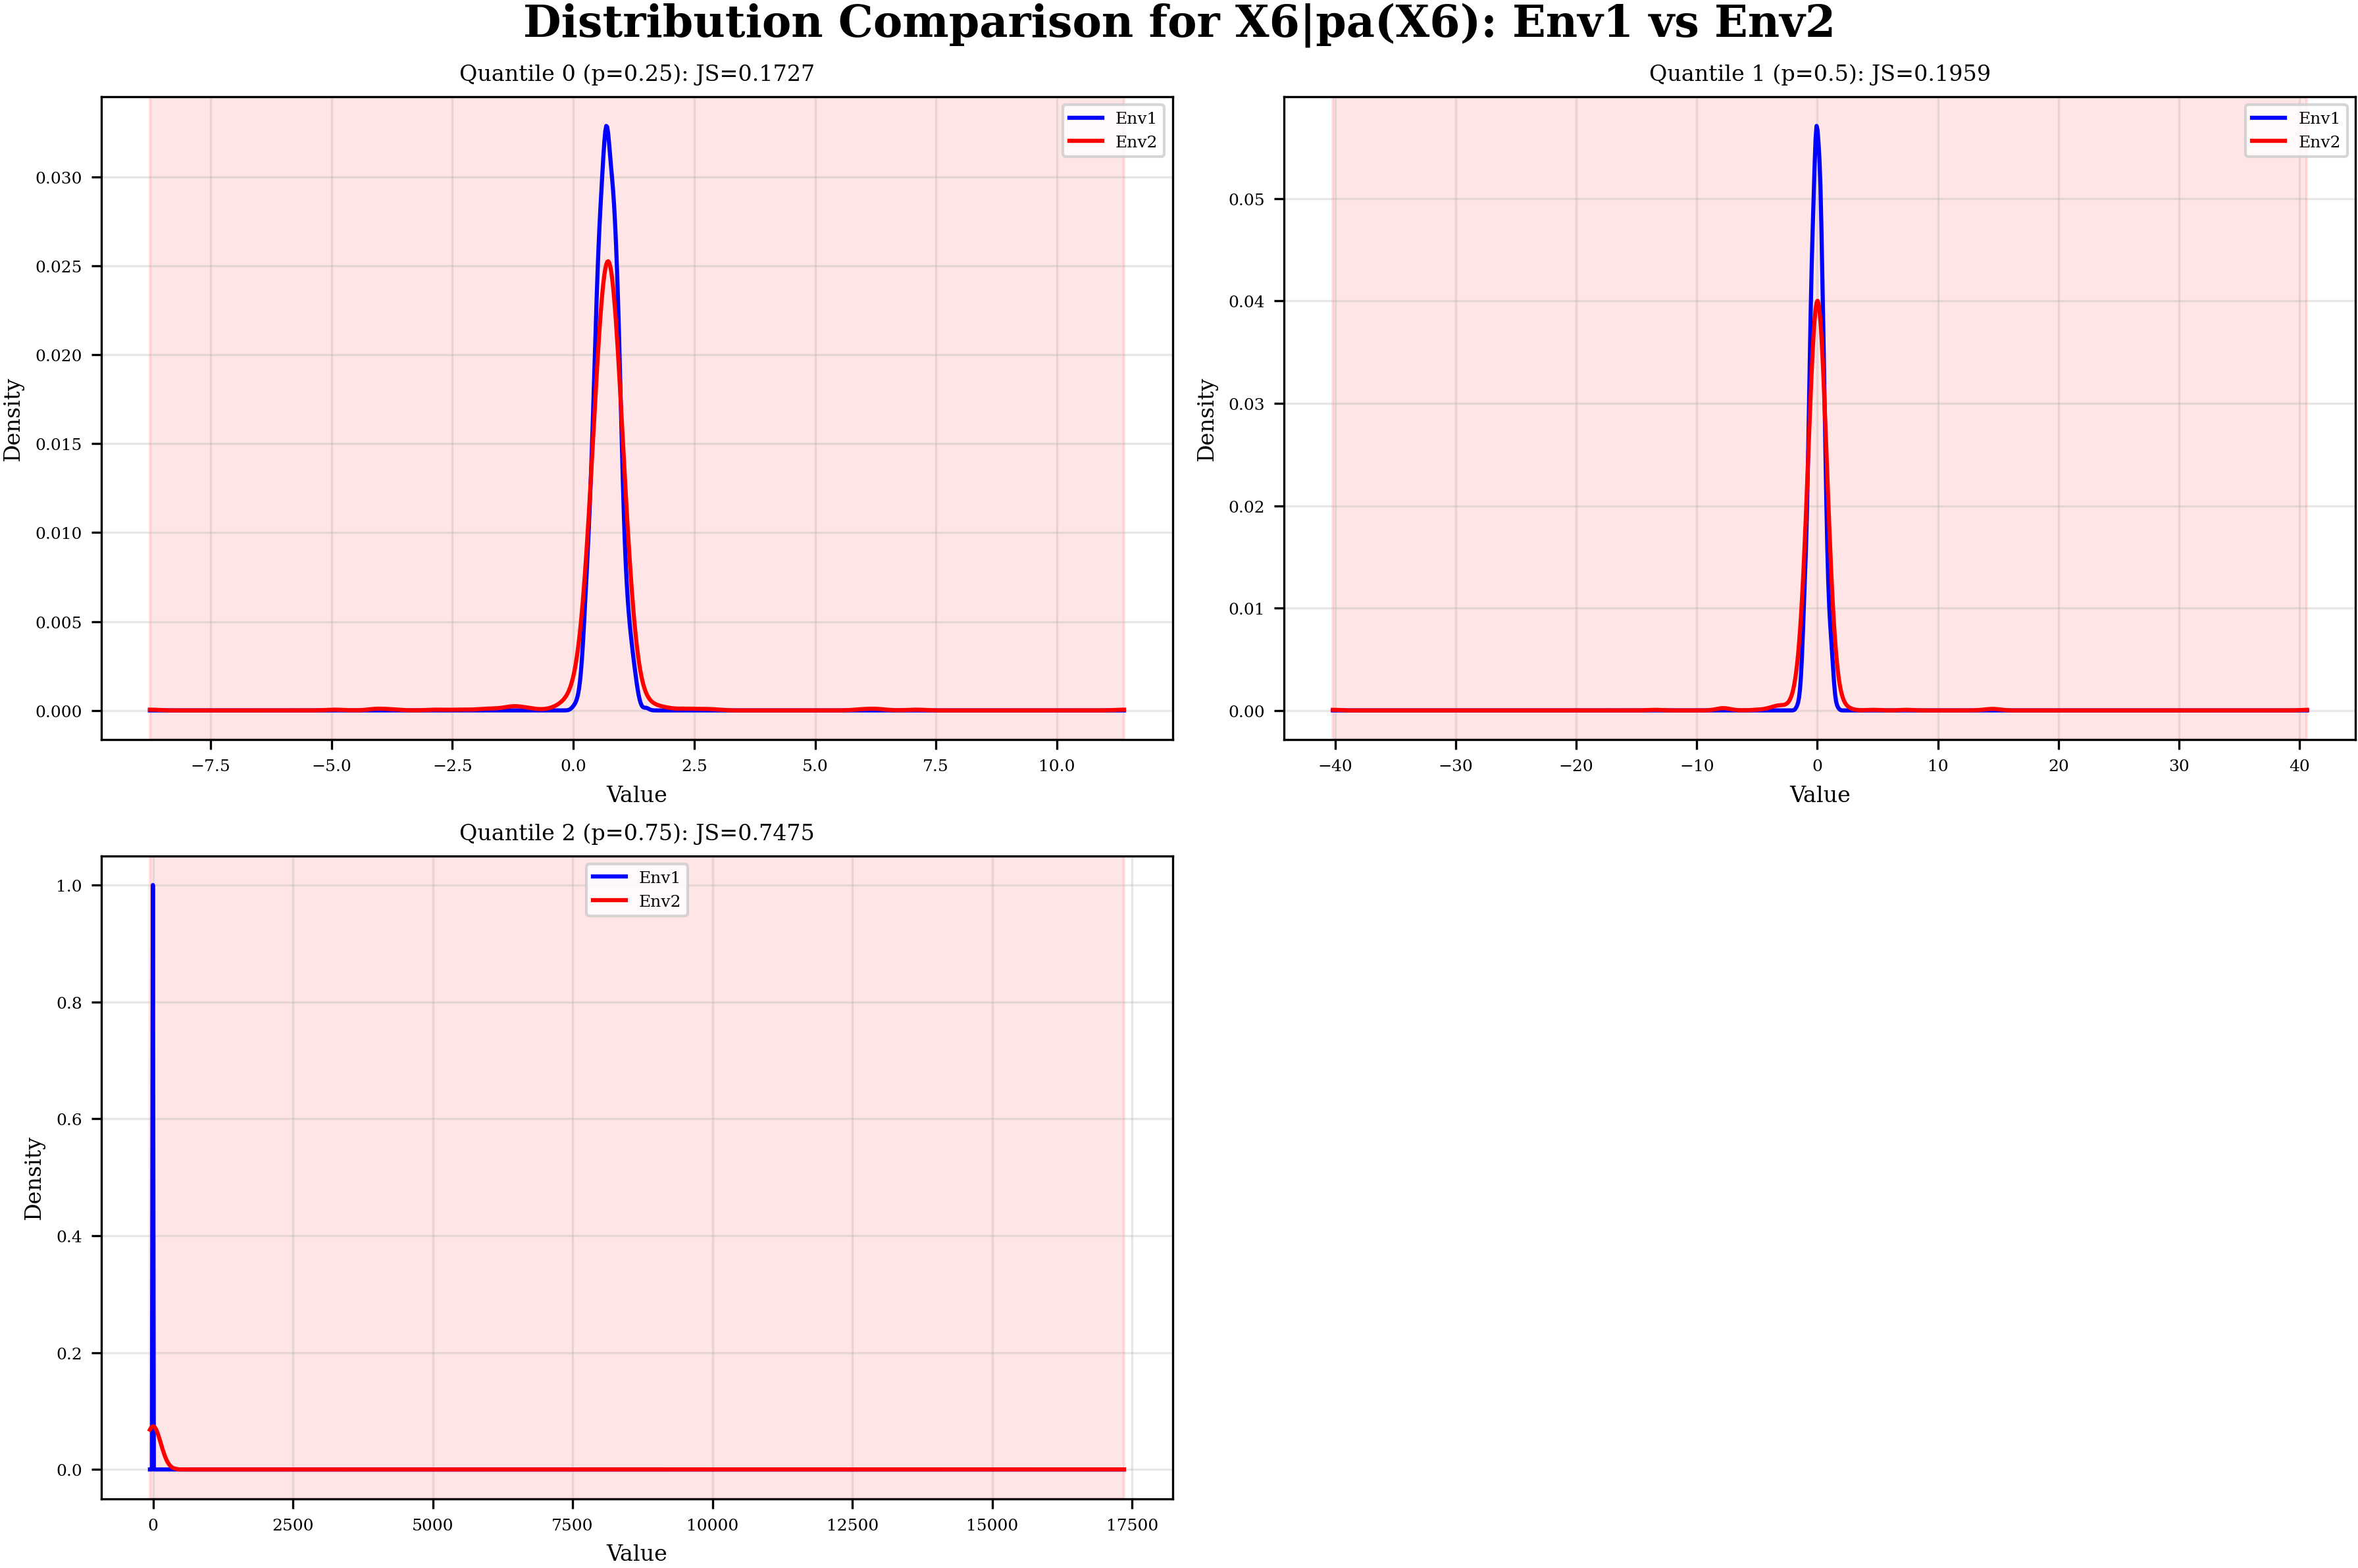 Distribution Comparison for X6|pa(X6): Env1 vs Env2
Quantile 0 (p=0.25): JS=0.1727
Env1
Env2
Density
0.030
0.025
0.020
0.015
0.010
0.005
0.000
−7.5 −5.0 −2.5 0.0 2.5 5.0 7.5 10.0
Value
Quantile 1 (p=0.5): JS=0.1959
Env1
Env2
Density
0.05
0.04
0.03
0.02
0.01
0.00
−40 −30 −20 −10 0 10 20 30 40
Value
Quantile 2 (p=0.75): JS=0.7475
Env1
Env2
Density
1.0
0.8
0.6
0.4
0.2
0.0
0 2500 5000 7500 10000 12500 15000 17500
Value